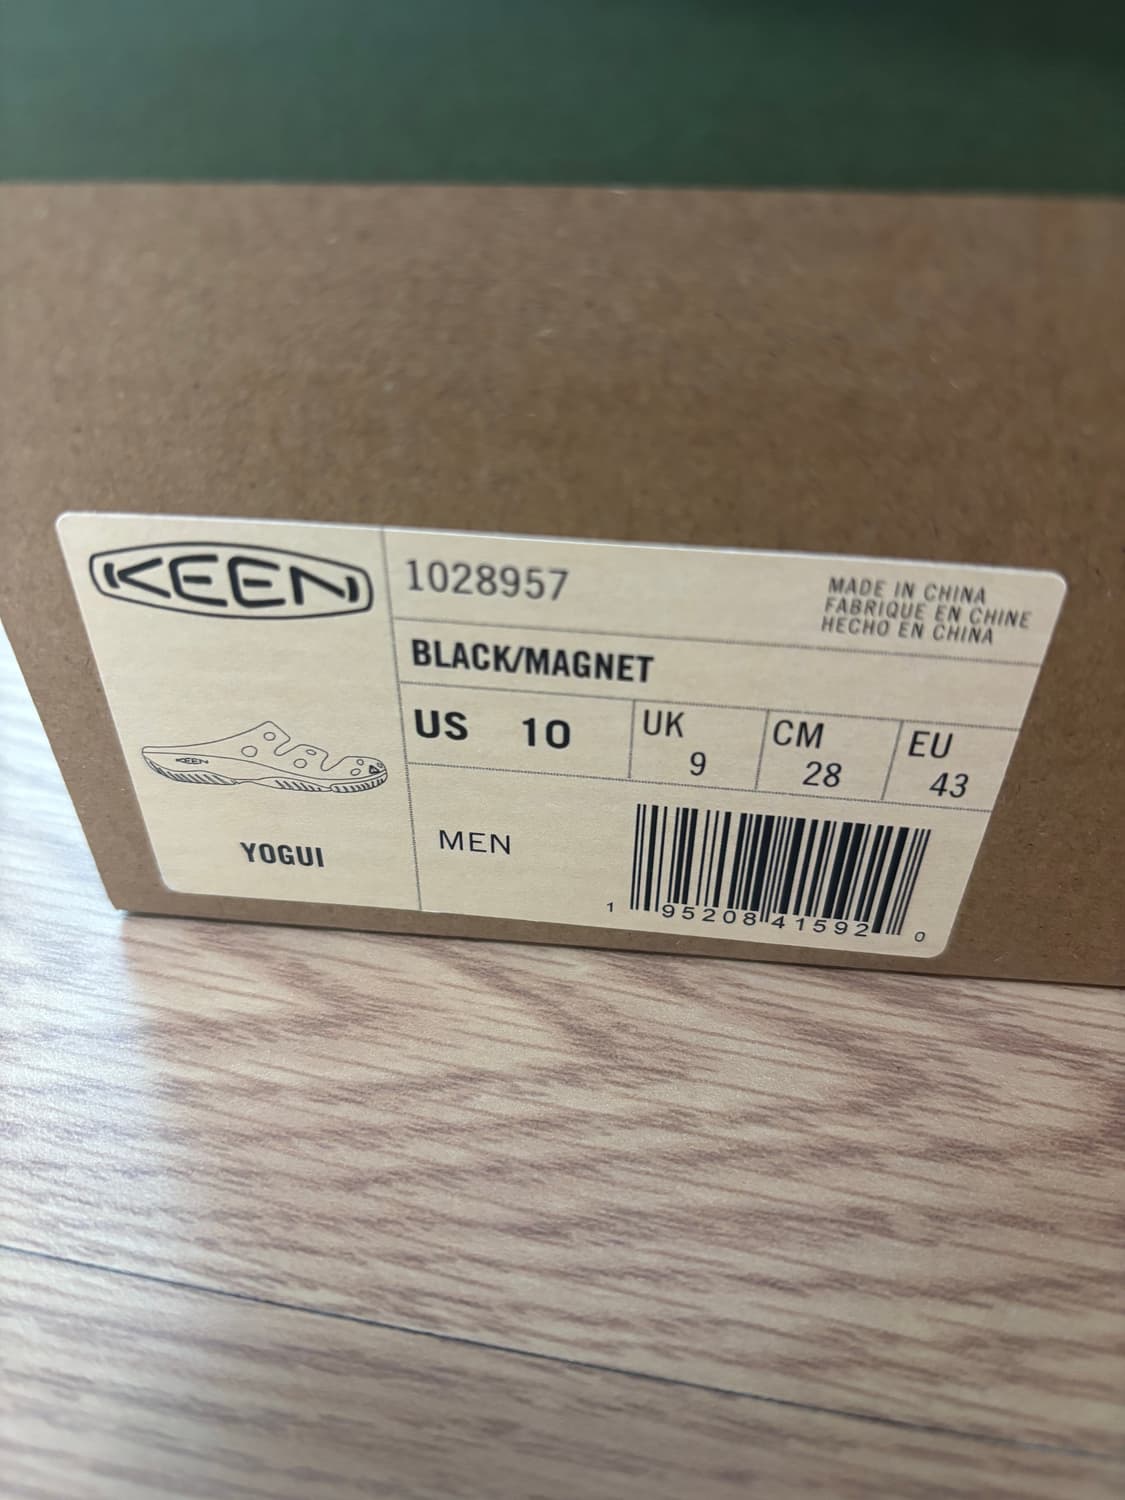 KEEN
1028957
MADE IN CHINA
FABRIQUE EN CHINE
HECHO EN CHINA
BLACK/MAGNET
US 10
UK 9
CM 28
EU 43
KEEN
YOGUI
MEN
1 95208 41592 0